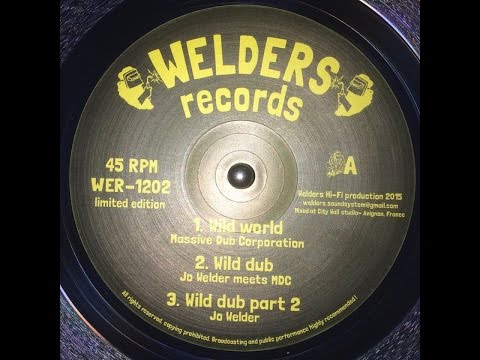 WELDERS
records
45 RPM
WER-1202
limited edition
A
Welders Hi-Fi production 2015
welders.soundsystem@gmail.com
Mixed at City Hall studio- Avignon, France
1. Wild world
Massive Dub Corporation
2. Wild dub
Jo Welder meets MDC
3. Wild dub part 2
Jo Welder
All rights reserved, copying prohibited. Broadcasting and public performance highly recommended!